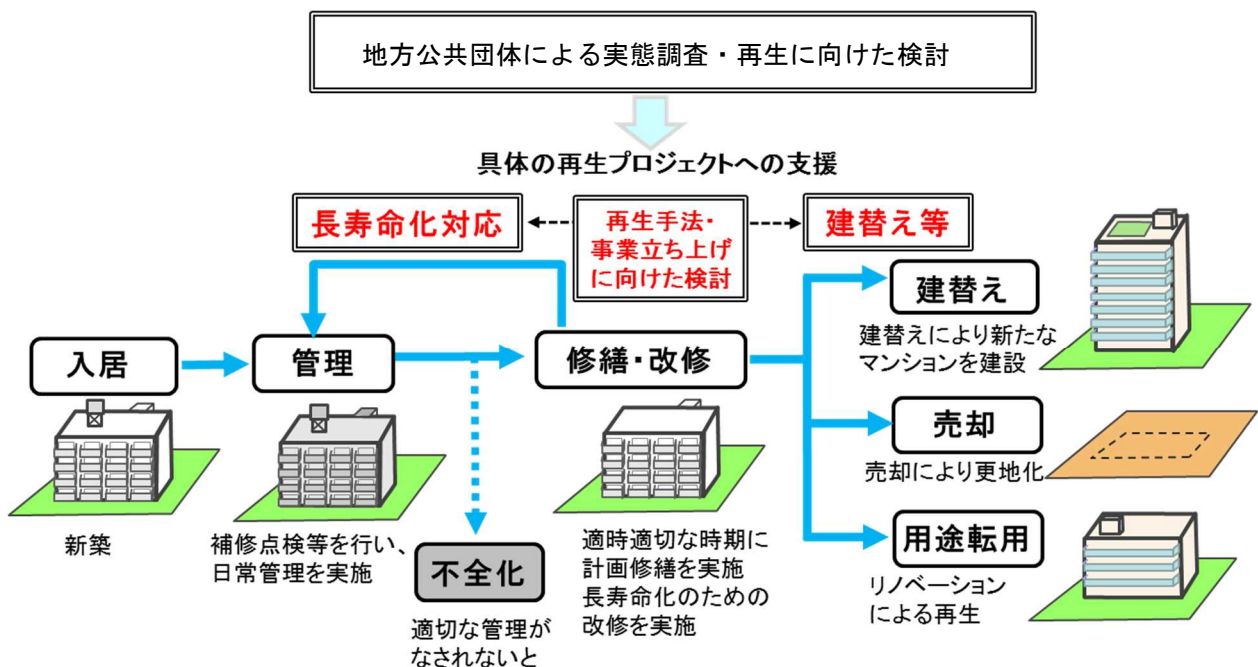 地方公共団体による実態調査・再生に向けた検討
具体の再生プロジェクトへの支援
長寿命化対応
再生手法・
事業立ち上げ
に向けた検討
建替え等
入居
新築
管理
補修点検等を行い、
日常管理を実施
不全化
適切な管理が
なされないと
修繕・改修
適時適切な時期に
計画修繕を実施
長寿命化のための
改修を実施
建替え
建替えにより新たな
マンションを建設
売却
売却により更地化
用途転用
リノベーション
による再生